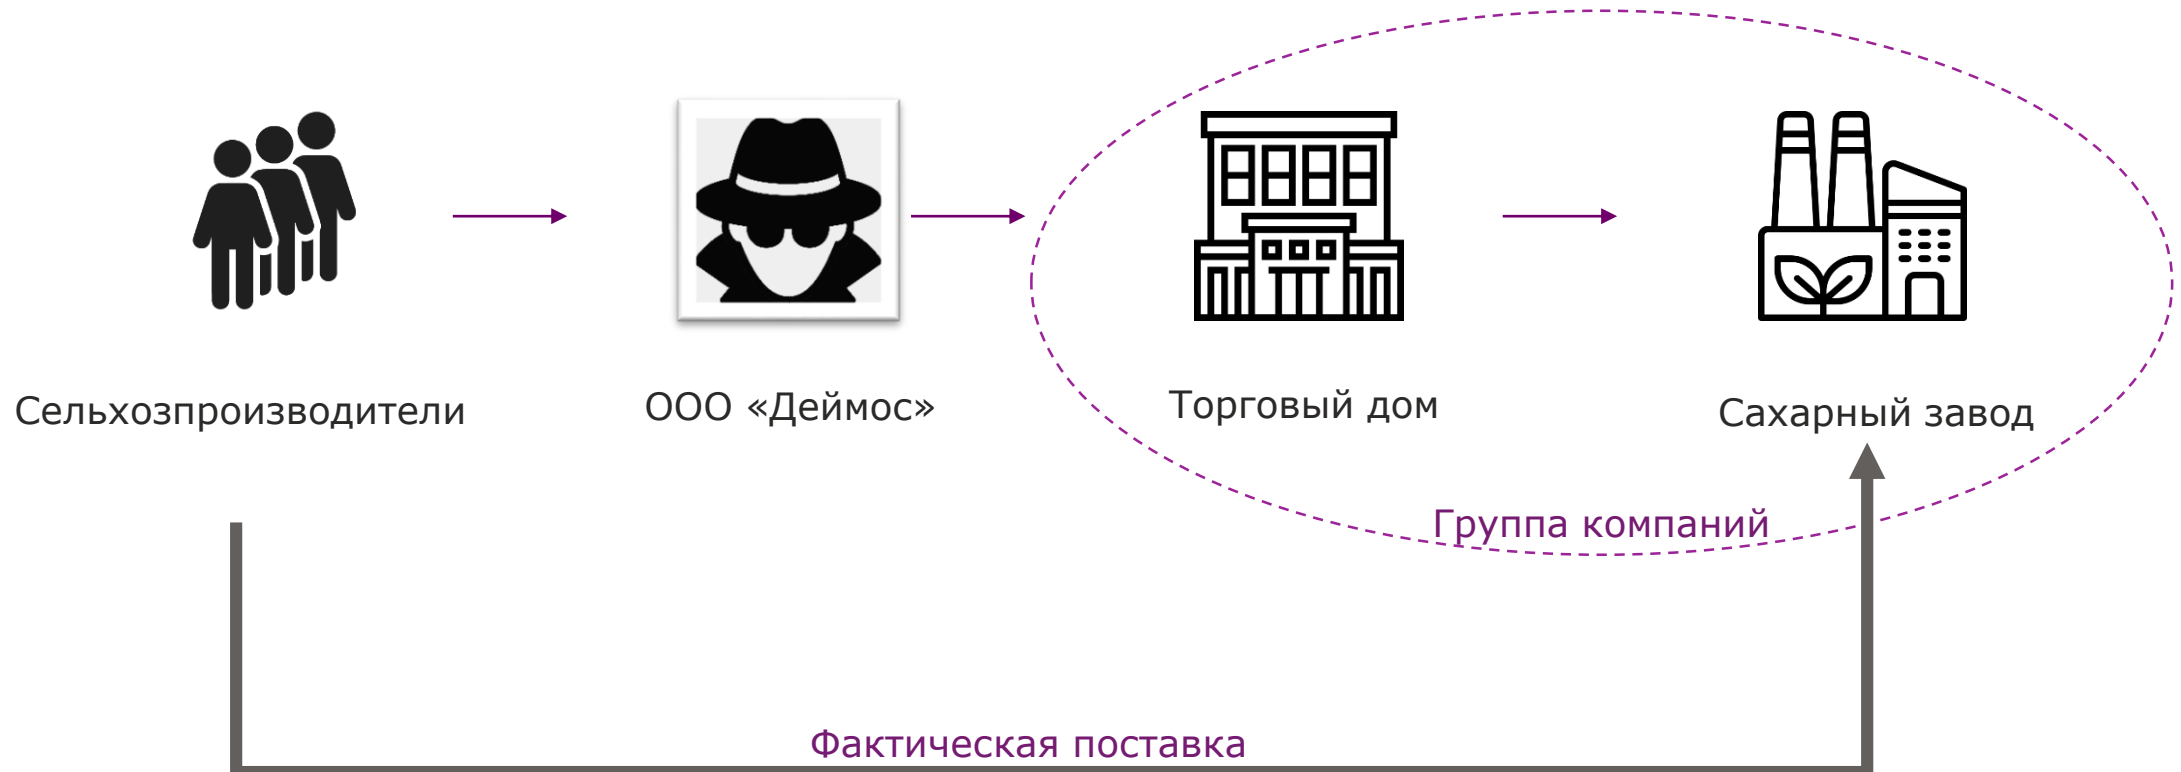 Сельхозпроизводители
ООО «Деймос»
Торговый дом
Сахарный завод
Группа компаний
Фактическая поставка